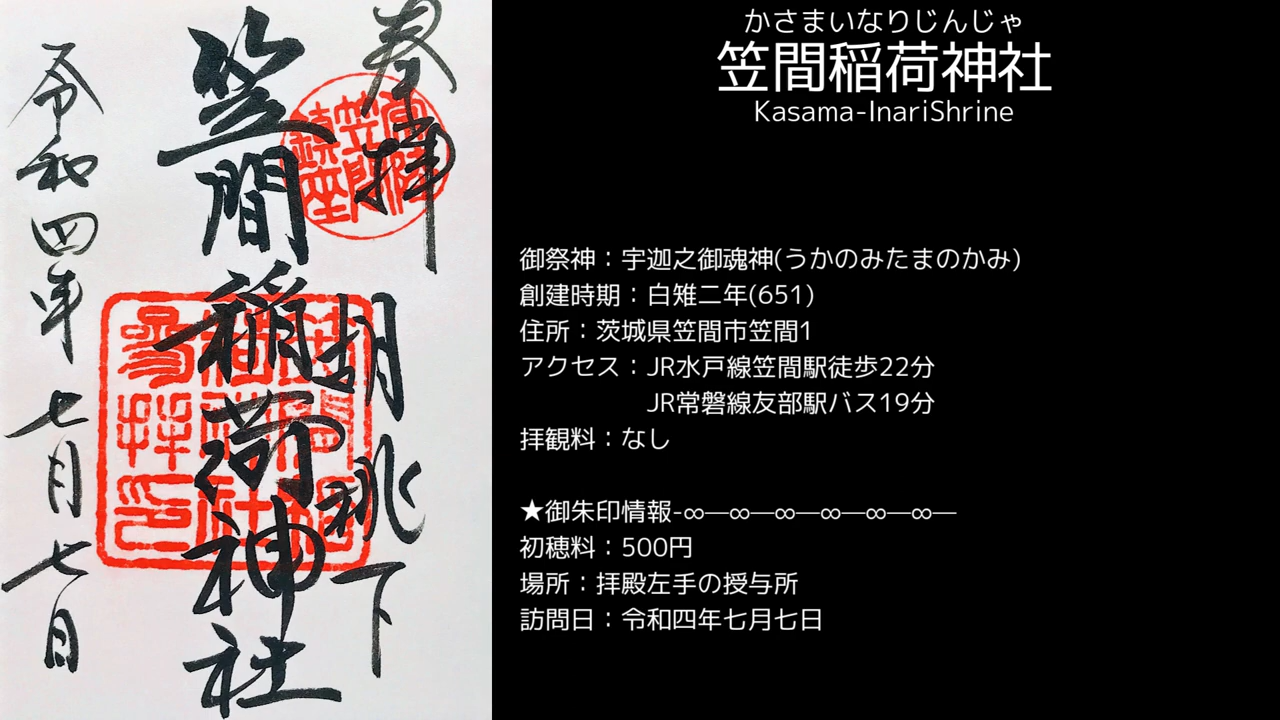 奉拝
胡桃下
笠間稲荷神社
令和四年七月七日
かさまいなりじんじゃ
笠間稲荷神社
Kasama-InariShrine
御祭神：宇迦之御魂神(うかのみたまのかみ)
創建時期：白雉二年(651)
住所：茨城県笠間市笠間1
アクセス：JR水戸線笠間駅徒歩22分
JR常磐線友部駅バス19分
拝観料：なし
★御朱印情報-∞—∞—∞—∞—∞—∞—
初穂料：500円
場所：拝殿左手の授与所
訪問日：令和四年七月七日